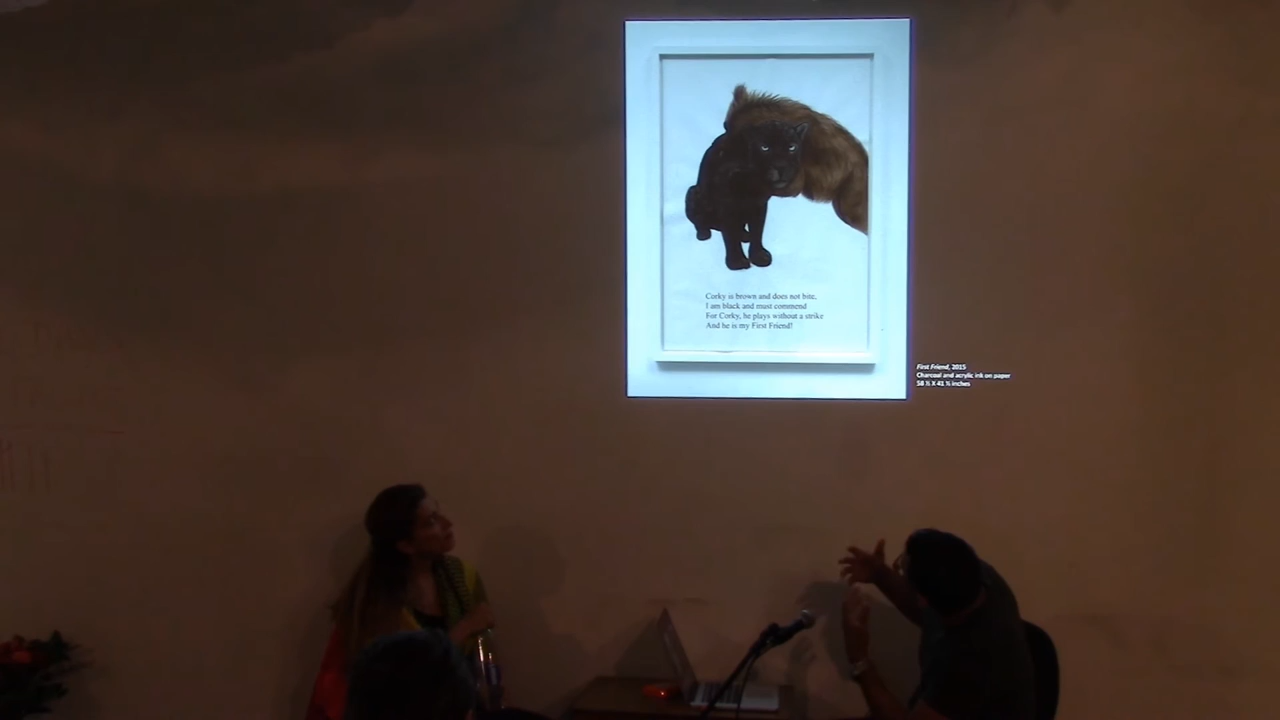 Corky is brown and does not bite,
I am black and must commend
For Corky, he plays without a strike
And he is my First Friend!
First Friend, 2015
Charcoal and acrylic ink on paper
58 ½ X 41 ½ inches